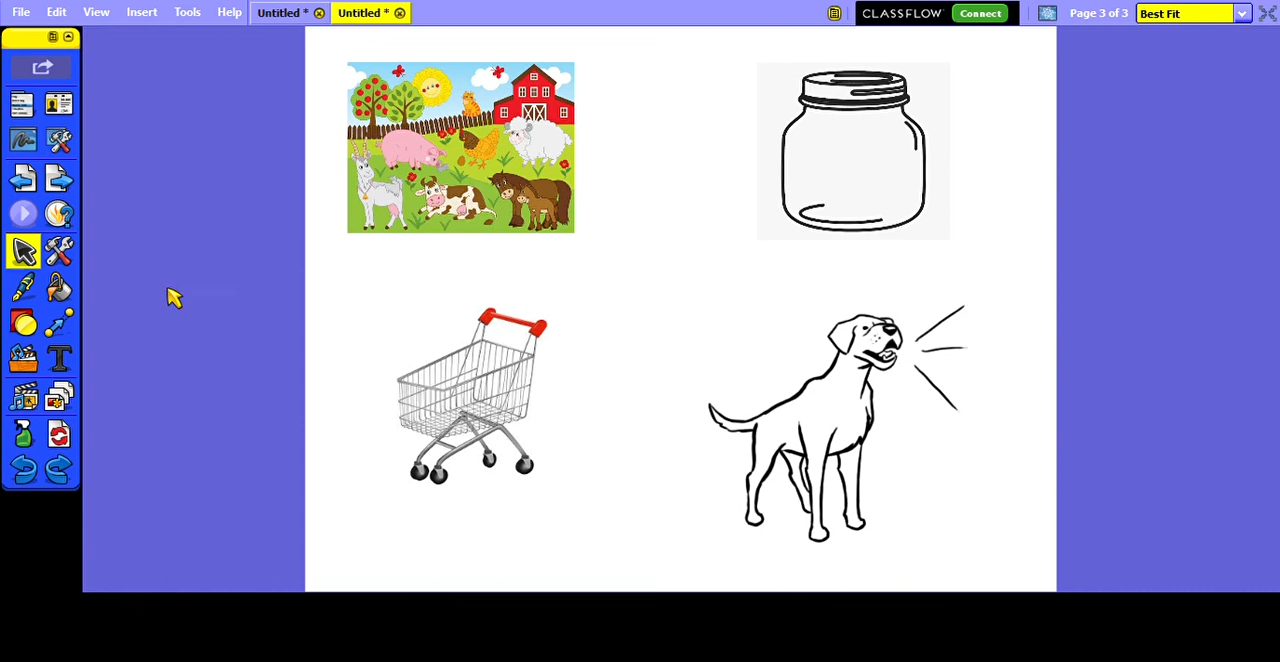 File Edit View Insert Tools Help Untitled * Untitled * CLASSFLOW Connect Page 3 of 3 Best Fit